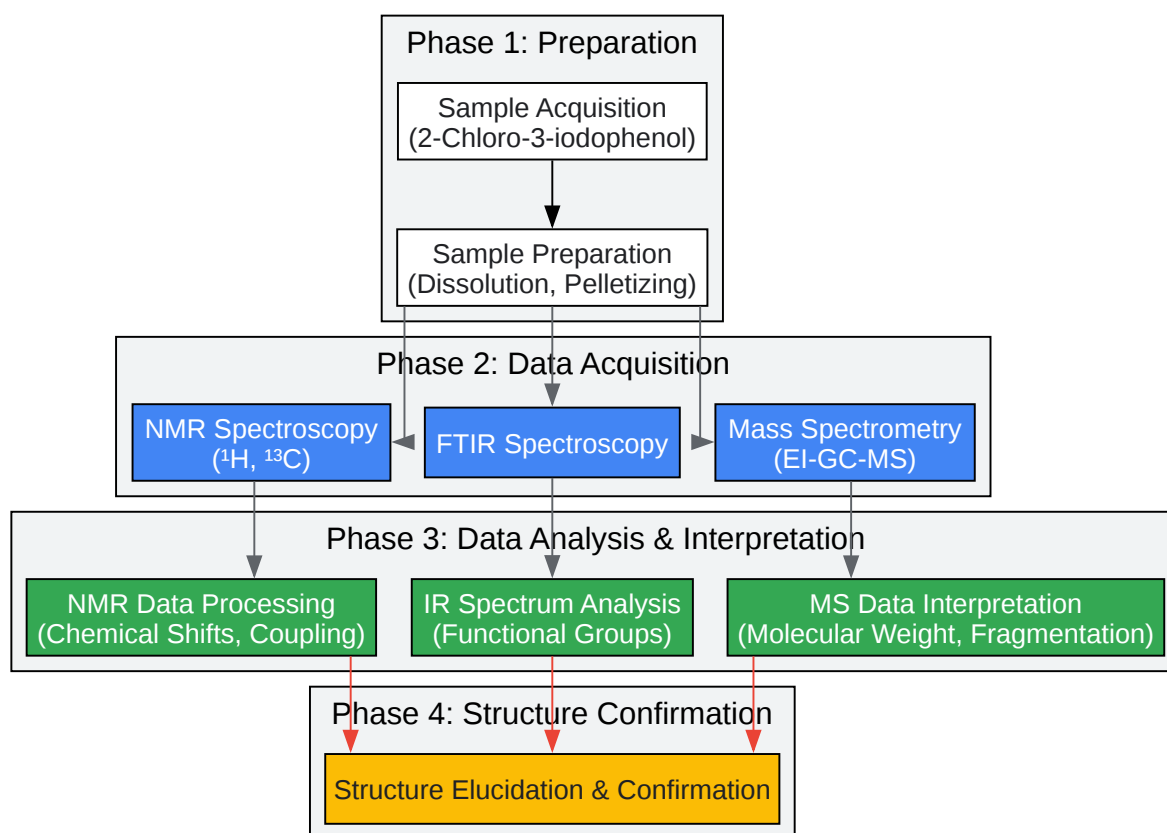 Phase 1: Preparation
Sample Acquisition
(2-Chloro-3-iodophenol)
Sample Preparation
(Dissolution, Pelletizing)
Phase 2: Data Acquisition
NMR Spectroscopy
(¹H, ¹³C)
FTIR Spectroscopy
Mass Spectrometry
(EI-GC-MS)
Phase 3: Data Analysis & Interpretation
NMR Data Processing
(Chemical Shifts, Coupling)
IR Spectrum Analysis
(Functional Groups)
MS Data Interpretation
(Molecular Weight, Fragmentation)
Phase 4: Structure Confirmation
Structure Elucidation & Confirmation